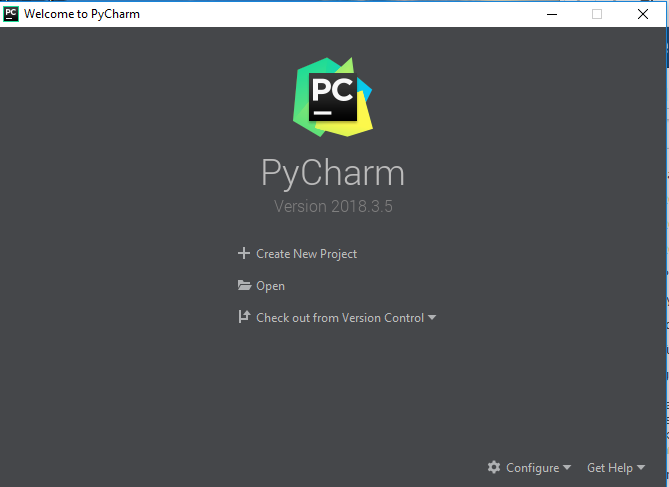 PC
Welcome to PyCharm
PC
PyCharm
Version 2018.3.5
Create New Project
Open
Check out from Version Control
Configure
Get Help